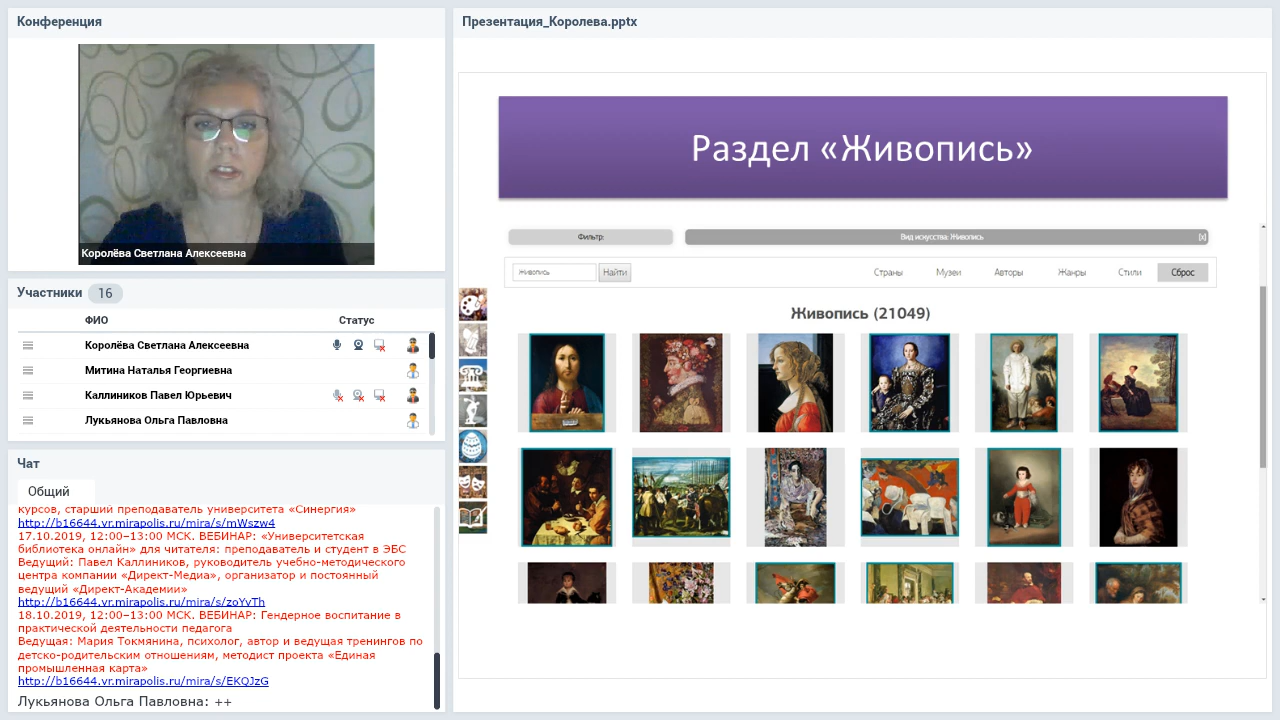 Конференция
Королёва Светлана Алексеевна
Участники 16
ФИО Статус
Королёва Светлана Алексеевна
Митина Наталья Георгиевна
Каллиников Павел Юрьевич
Лукьянова Ольга Павловна
Чат
Общий
курсов, старший преподаватель университета «Синергия»
http://b16644.vr.mirapolis.ru/mira/s/mWszw4
17.10.2019, 12:00–13:00 МСК. ВЕБИНАР: «Университетская
библиотека онлайн» для читателя: преподаватель и студент в ЭБС
Ведущий: Павел Каллиников, руководитель учебно-методического
центра компании «Директ-Медиа», организатор и постоянный
ведущий «Директ-Академии»
http://b16644.vr.mirapolis.ru/mira/s/zoYvTh
18.10.2019, 12:00–13:00 МСК. ВЕБИНАР: Гендерное воспитание в
практической деятельности педагога
Ведущая: Мария Токмянина, психолог, автор и ведущая тренингов по
детско-родительским отношениям, методист проекта «Единая
промышленная карта»
http://b16644.vr.mirapolis.ru/mira/s/EKQJzG
Лукьянова Ольга Павловна: ++
Презентация_Королева.pptx
Раздел «Живопись»
Фильтр: Вид искусства: Живопись [x]
живопись Найти Страны Музеи Авторы Жанры Стили Сброс
Живопись (21049)